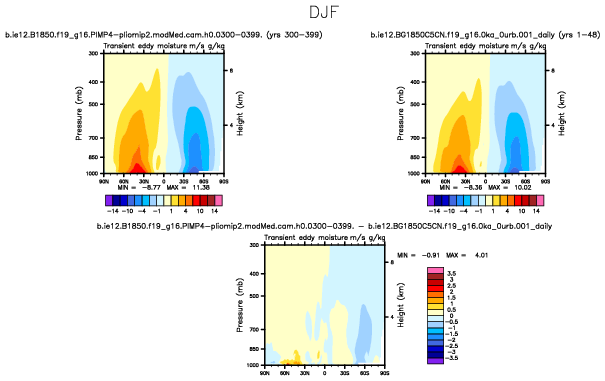 DJF
b.ie12.B1850.f19_g16.PIMP4-pliomip2.modMed.cam.h0.0300-0399. (yrs 300-399)
b.ie12.BG1850C5CN.f19_g16.0ka_0urb.001_daily (yrs 1-48)
Transient eddy moisture m/s g/kg
Transient eddy moisture m/s g/kg
300
400
500
700
850
1000
Pressure (mb)
8
4
Height (km)
90N 60N 30N 0 30S 60S 90S
MIN = -8.77 MAX = 11.38
-14 -10 -4 -1 1 4 10 14
300
400
500
700
850
1000
Pressure (mb)
8
4
Height (km)
90N 60N 30N 0 30S 60S 90S
MIN = -8.36 MAX = 10.02
-14 -10 -4 -1 1 4 10 14
b.ie12.B1850.f19_g16.PIMP4-pliomip2.modMed.cam.h0.0300-0399. - b.ie12.BG1850C5CN.f19_g16.0ka_0urb.001_daily
Transient eddy moisture m/s g/kg
MIN = -0.91 MAX = 4.01
300
400
500
700
850
1000
Pressure (mb)
8
4
Height (km)
90N 60N 30N 0 30S 60S 90S
3.5
3
2.5
2
1.5
1
0.5
0
-0.5
-1
-1.5
-2
-2.5
-3
-3.5